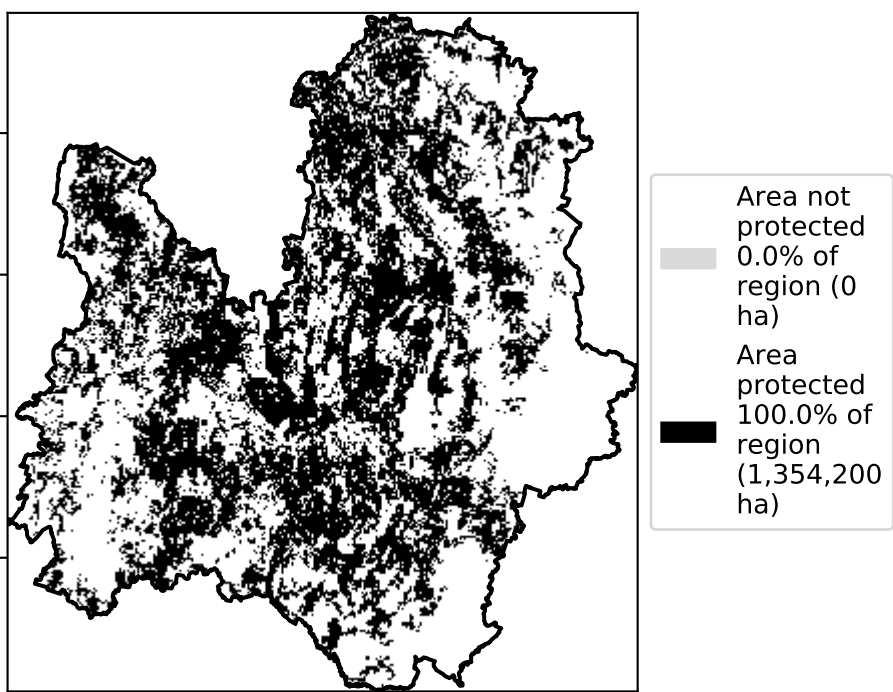 Area not
protected
0.0% of
region (0
ha)
Area
protected
100.0% of
region
(1,354,200
ha)